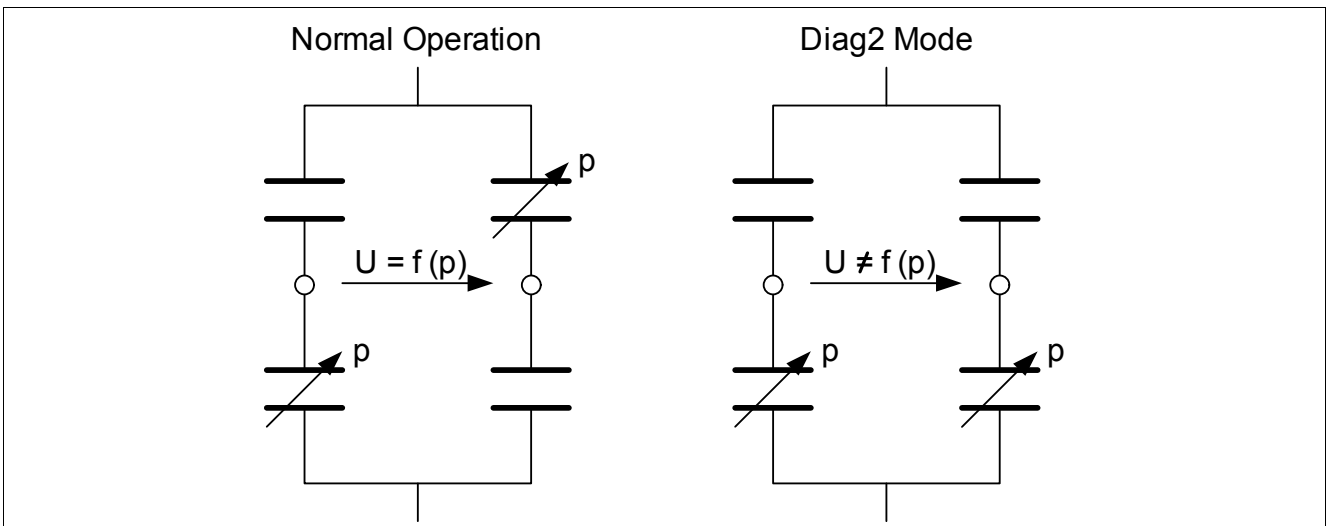 Normal Operation
Diag2 Mode
p
U = f (p)
U ≠ f (p)
p
p
p